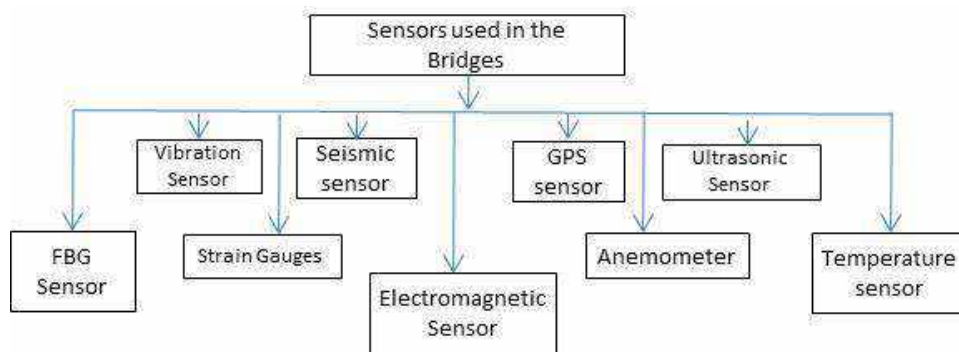 Sensors used in the
Bridges
Vibration
Sensor
Seismic
sensor
GPS
sensor
Ultrasonic
Sensor
FBG
Sensor
Strain Gauges
Electromagnetic
Sensor
Anemometer
Temperature
sensor